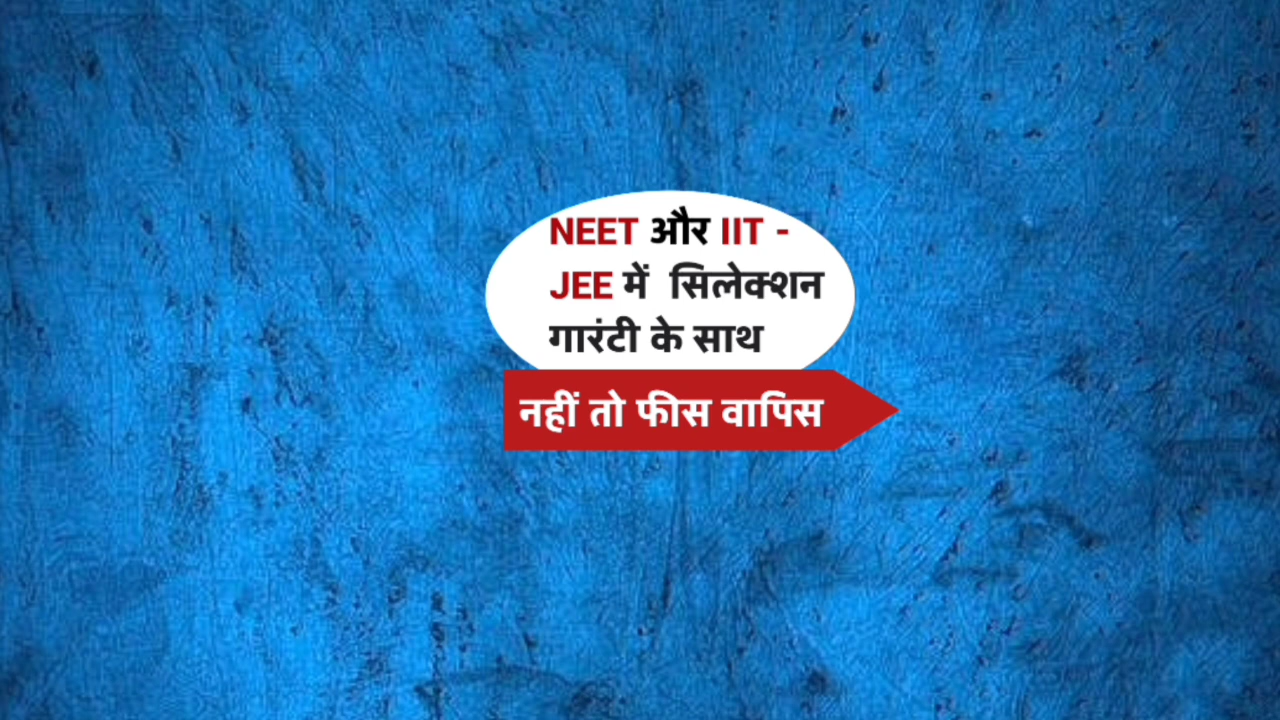 NEET और IIT -
JEE में सिलेक्शन
गारंटी के साथ
नहीं तो फीस वापिस